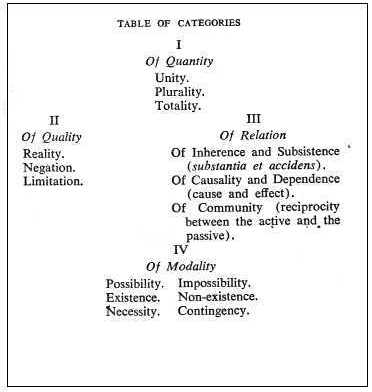 TABLE OF CATEGORIES
I
Of Quantity
Unity.
Plurality.
Totality.
II
Of Quality
Reality.
Negation.
Limitation.
III
Of Relation
Of Inherence and Subsistence
(substantia et accidens).
Of Causality and Dependence
(cause and effect).
Of Community (reciprocity
between the active and the
passive).
IV
Of Modality
Possibility. Impossibility.
Existence. Non-existence.
Necessity. Contingency.